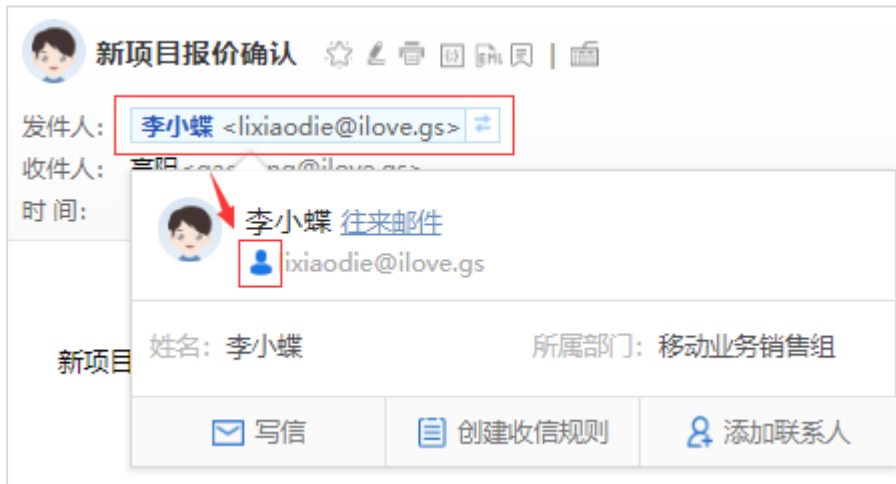 新项目报价确认
发件人： 李小蝶 <lixiaodie@ilove.gs>
收件人： 高阳
时 间：
李小蝶 往来邮件
ixiaodie@ilove.gs
姓名： 李小蝶 所属部门： 移动业务销售组
新项目
写信 创建收信规则 添加联系人